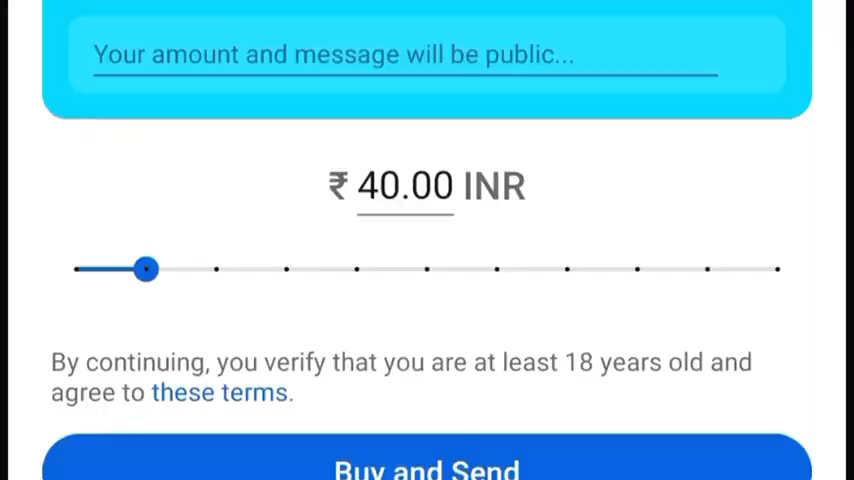 Your amount and message will be public...
₹ 40.00 INR
By continuing, you verify that you are at least 18 years old and
agree to these terms.
Buy and Send